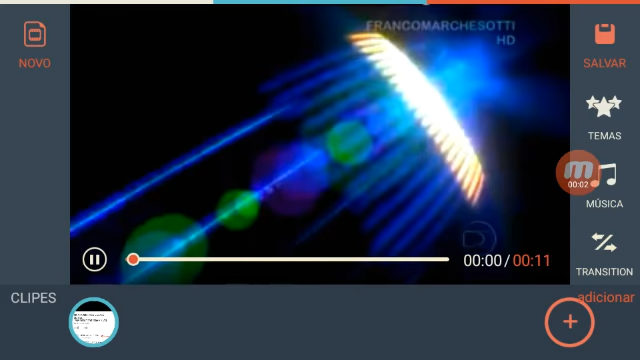 FRANCOMARCHESOTTI
HD
NOVO
SALVAR
TEMAS
00:02
MÚSICA
00:00/00:11
TRANSITION
CLIPES
adicionar